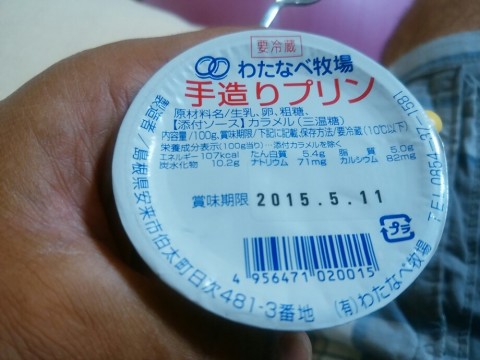 要冷蔵
わたなべ牧場
手造りプリン
原材料名/生乳、卵、粗糖、
【添付ソース】カラメル(三温糖)
内容量/100g、賞味期限/下記に記載、保存方法/要冷蔵(10℃以下)
栄養成分表示(100g当り)…添付カラメルを除く
エネルギー 107kcal たん白質 5.4g 脂質 5.0g
炭水化物 10.2g ナトリウム 71mg カルシウム 82mg
賞味期限 2015.5.11
プラ
4 956471 020015
製造者 島根県安来市伯太町日次481-3番地
(有)わたなべ牧場
TEL0854-37-1581